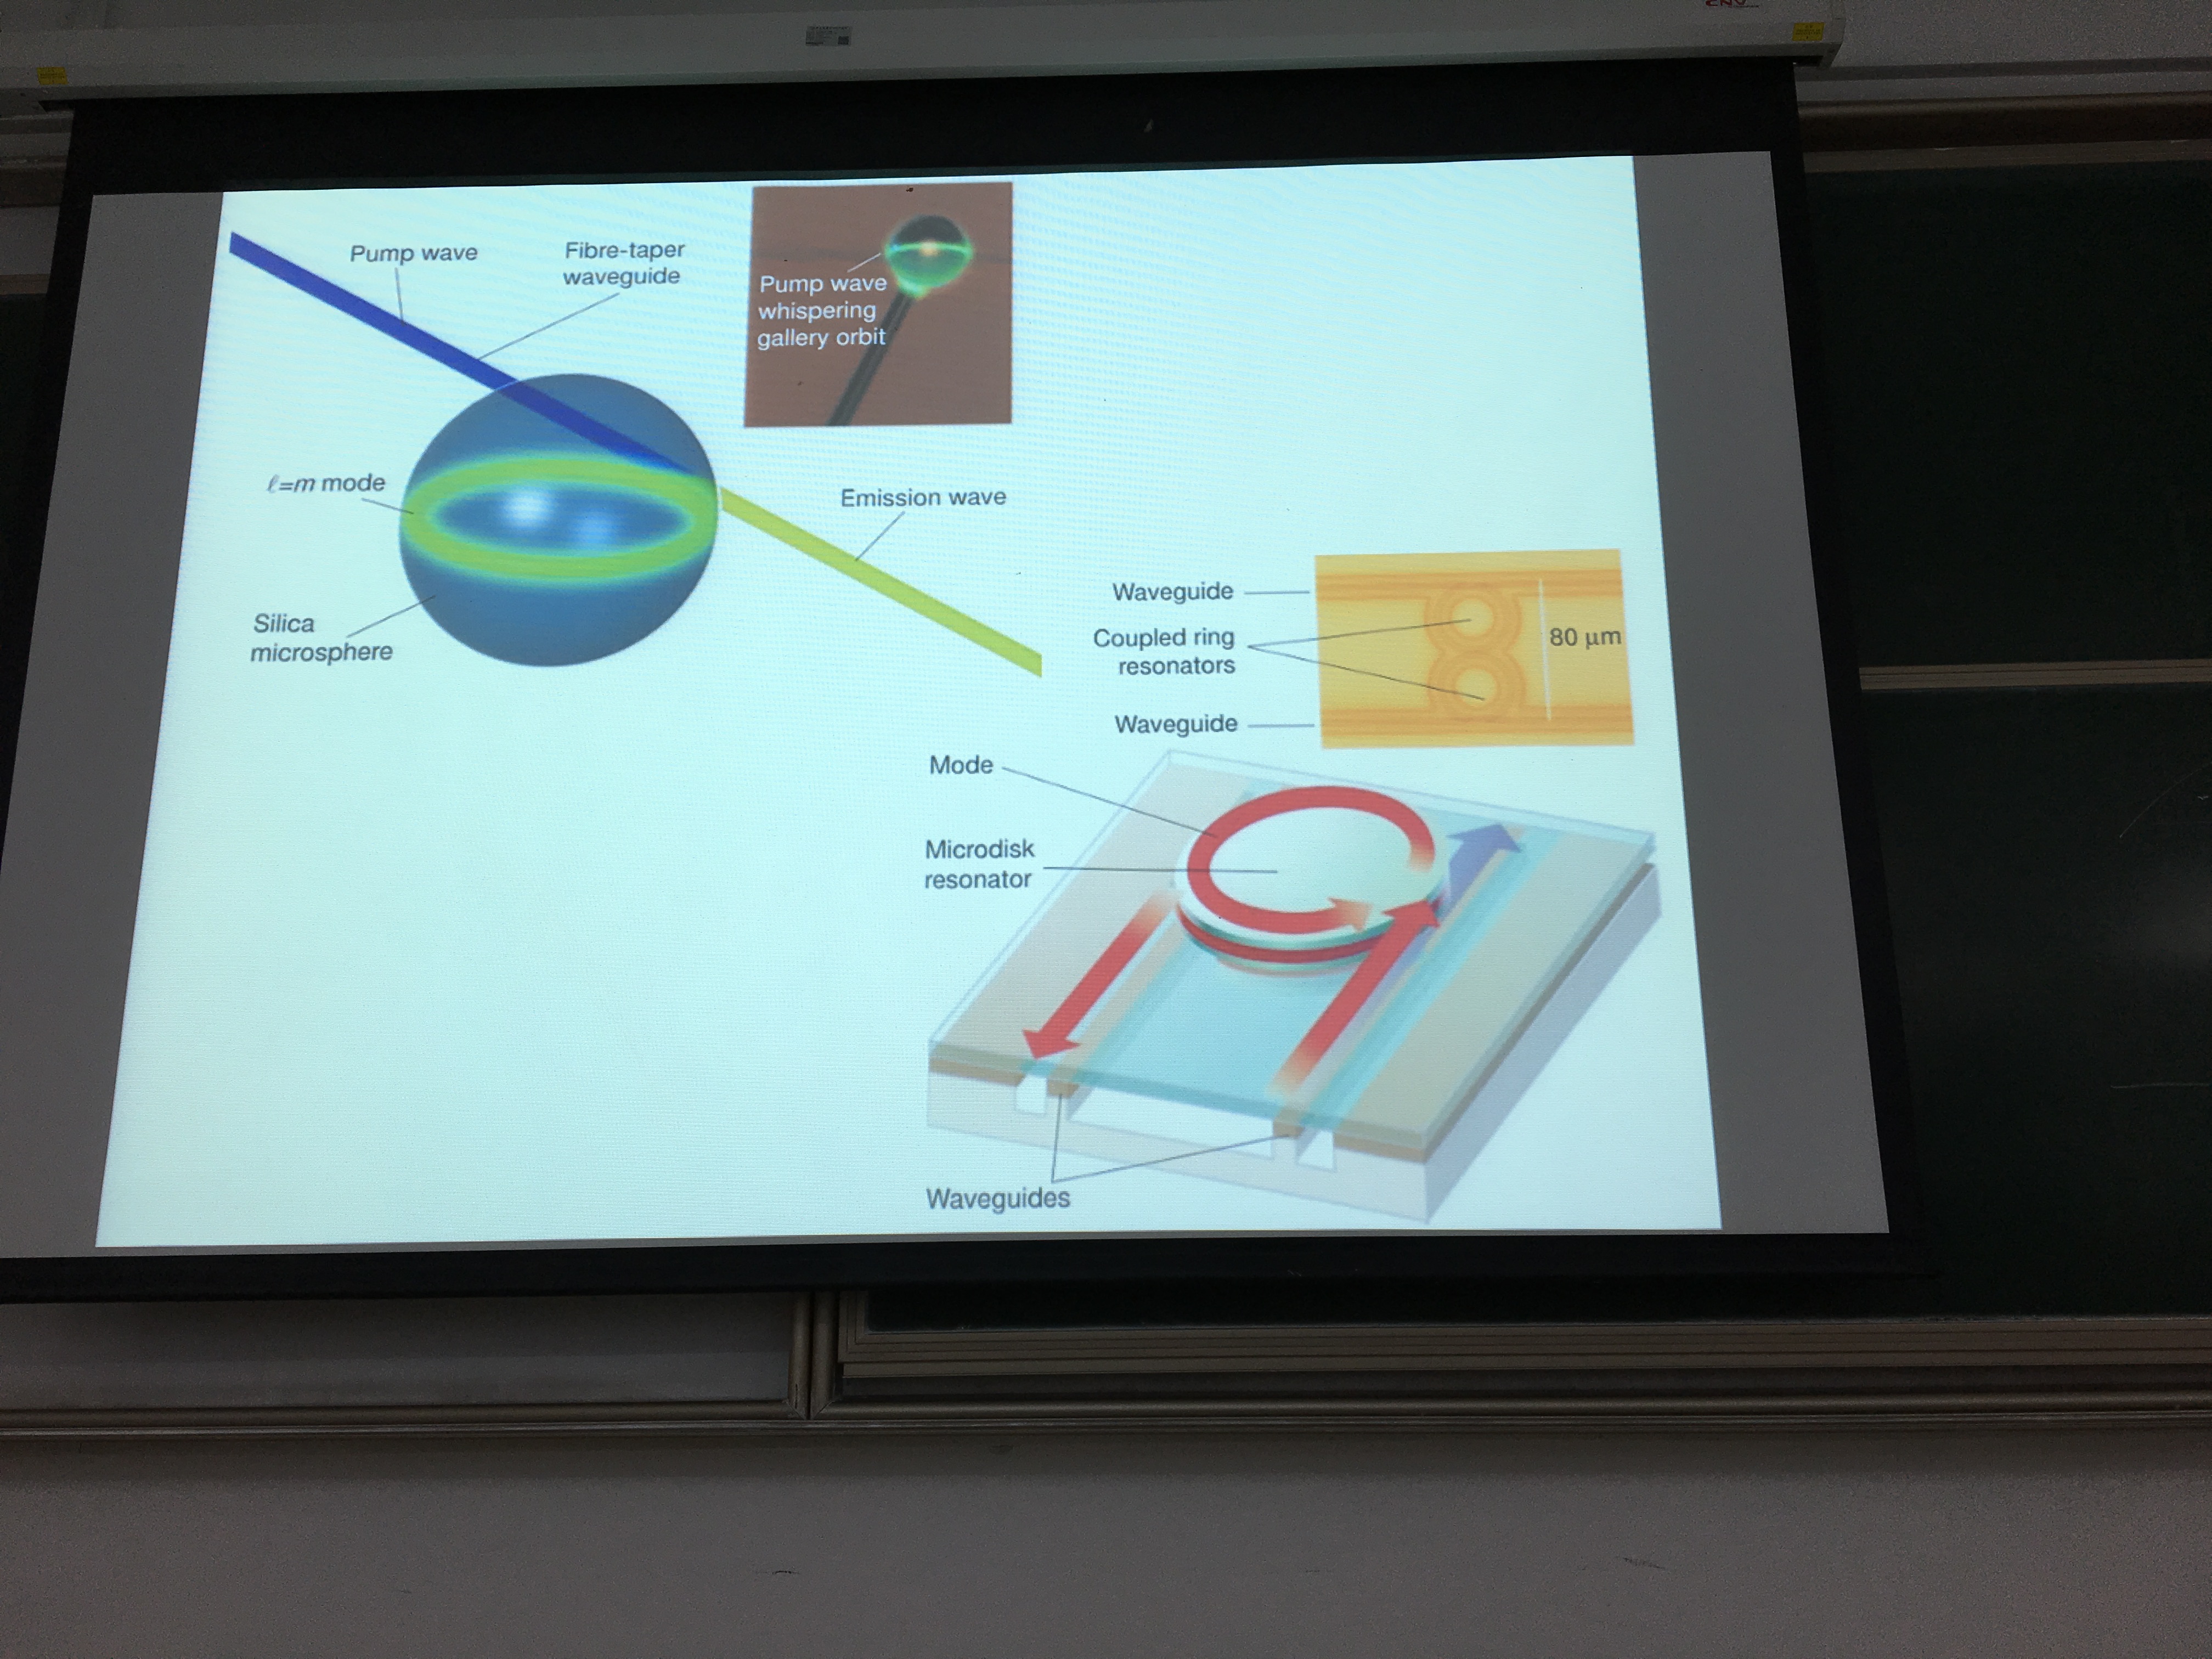 Pump wave
Fibre-taper
waveguide
Pump wave
whispering
gallery orbit
ℓ=m mode
Emission wave
Silica
microsphere
Waveguide
Coupled ring
resonators
80 µm
Waveguide
Mode
Microdisk
resonator
Waveguides